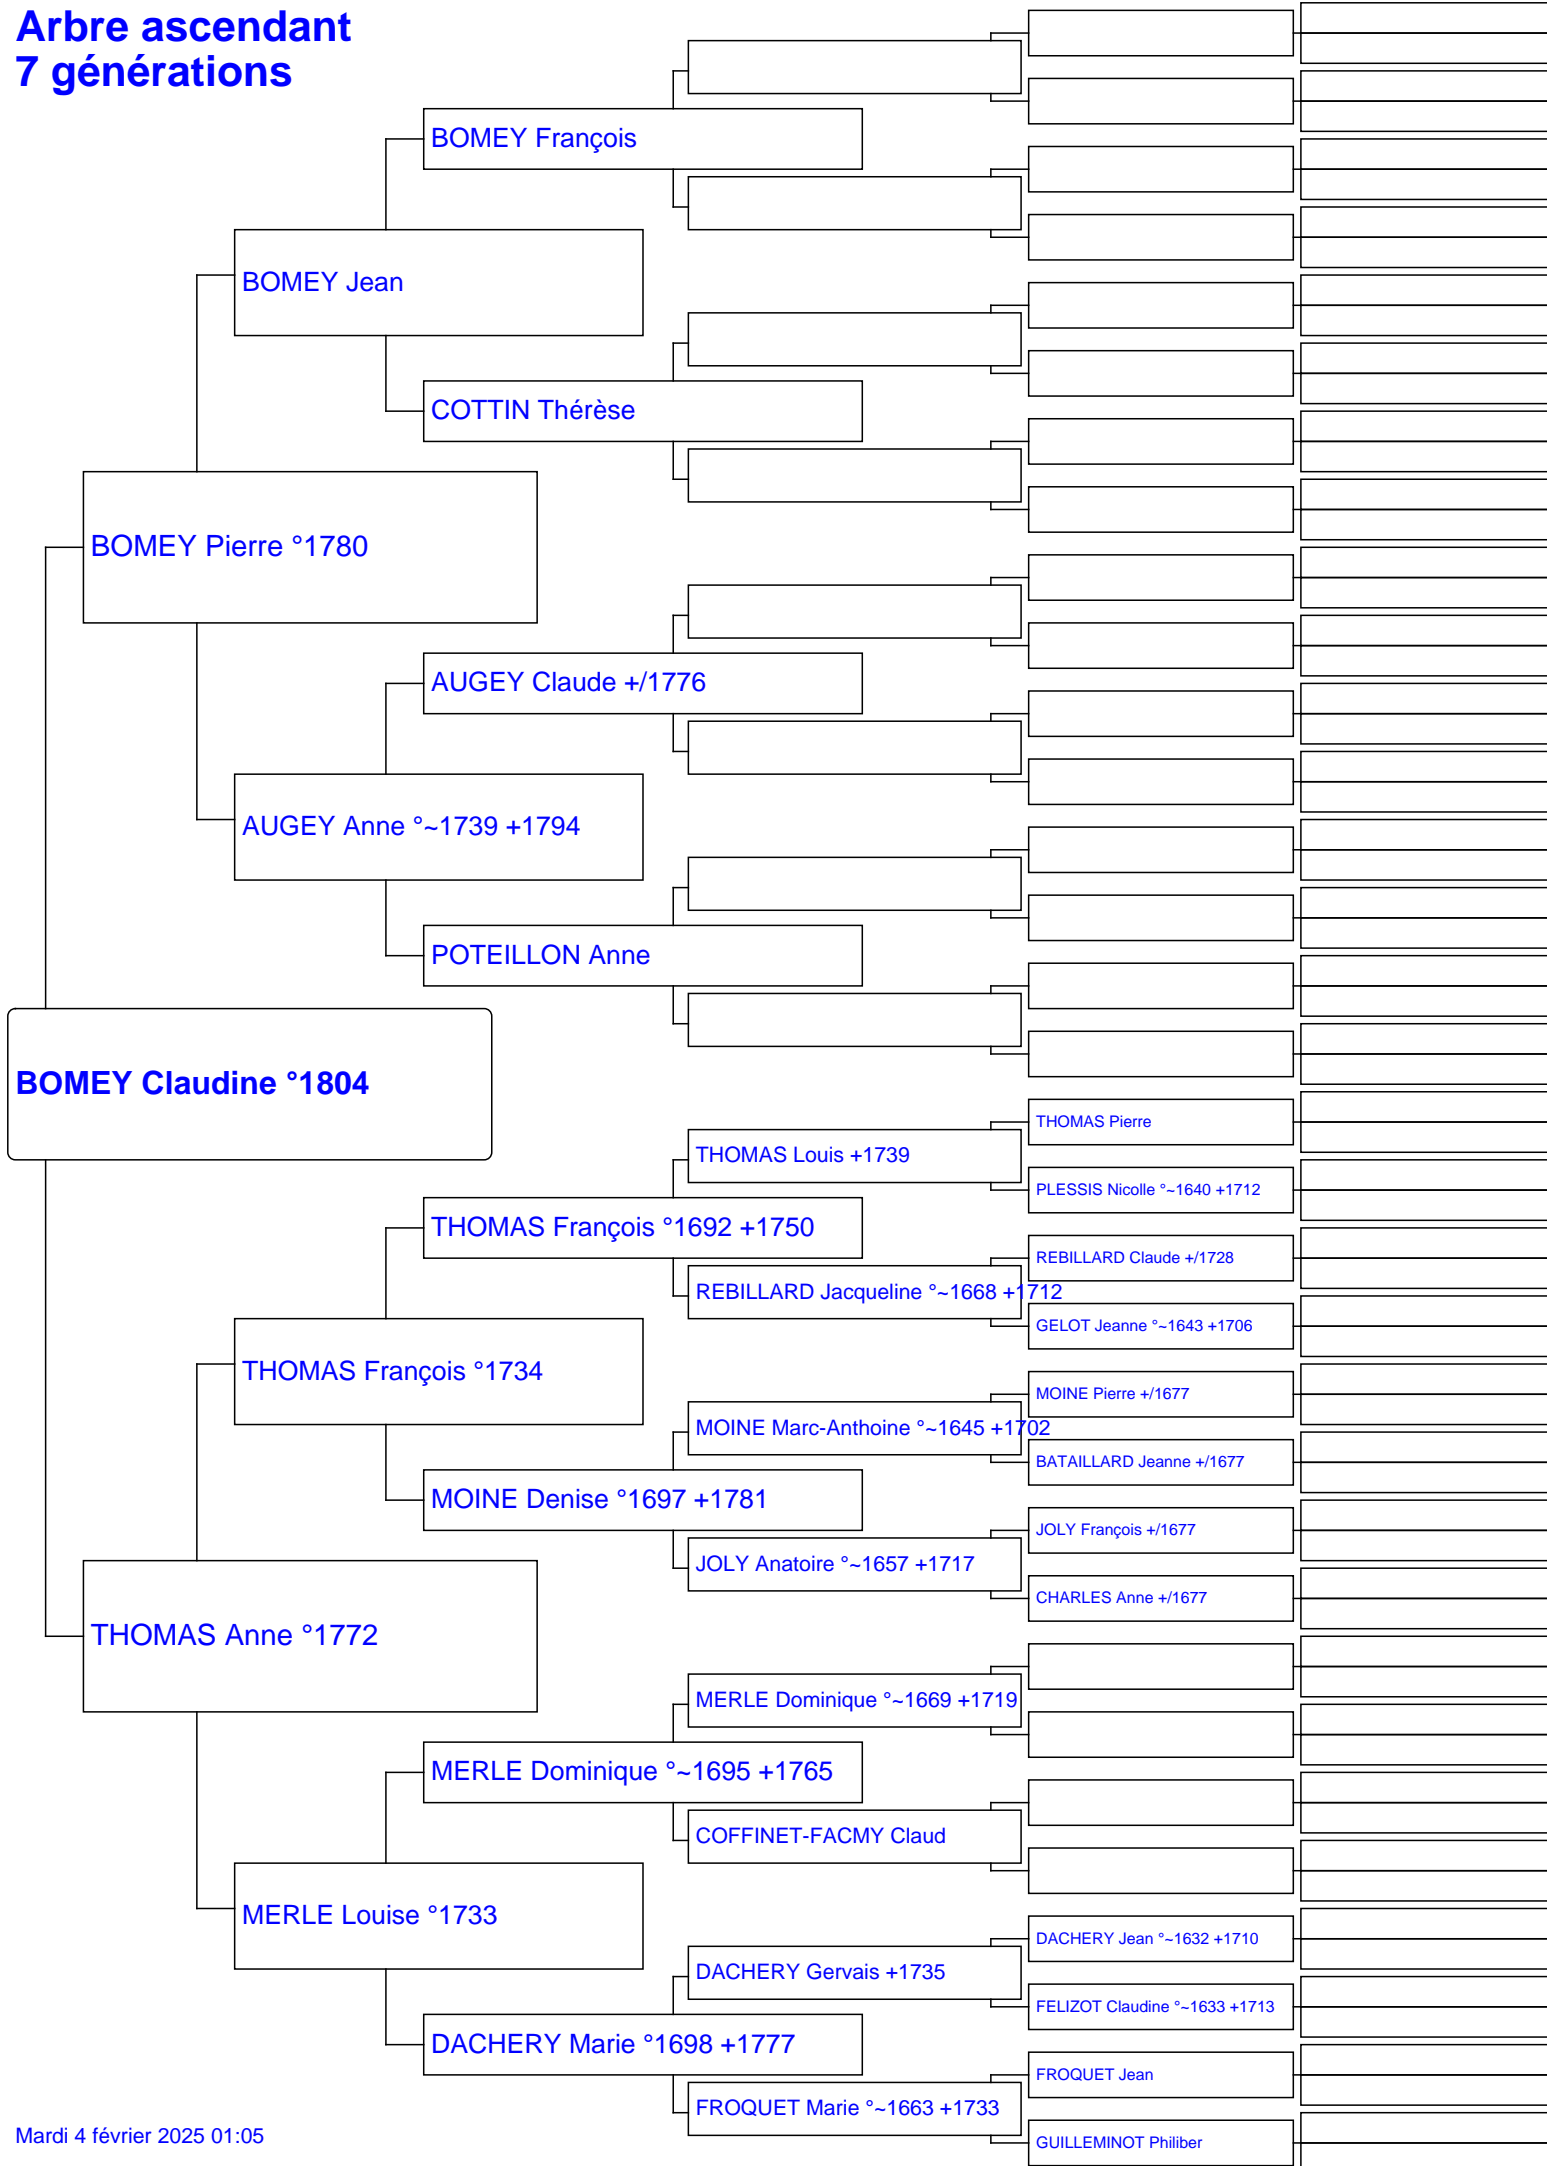 Arbre ascendant
7 générations
BOMEY François
BOMEY Jean
COTTIN Thérèse
BOMEY Pierre °1780
AUGEY Claude +/1776
AUGEY Anne °~1739 +1794
POTEILLON Anne
BOMEY Claudine °1804
THOMAS Pierre
THOMAS Louis +1739
PLESSIS Nicolle °~1640 +1712
THOMAS François °1692 +1750
REBILLARD Claude +/1728
REBILLARD Jacqueline °~1668 +1712
GELOT Jeanne °~1643 +1706
THOMAS François °1734
MOINE Pierre +/1677
MOINE Marc-Anthoine °~1645 +1702
BATAILLARD Jeanne +/1677
MOINE Denise °1697 +1781
JOLY François +/1677
JOLY Anatoire °~1657 +1717
CHARLES Anne +/1677
THOMAS Anne °1772
MERLE Dominique °~1669 +1719
MERLE Dominique °~1695 +1765
COFFINET-FACMY Claud
MERLE Louise °1733
DACHERY Jean °~1632 +1710
DACHERY Gervais +1735
FELIZOT Claudine °~1633 +1713
DACHERY Marie °1698 +1777
FROQUET Jean
FROQUET Marie °~1663 +1733
GUILLEMINOT Philiber
Mardi 4 février 2025 01:05